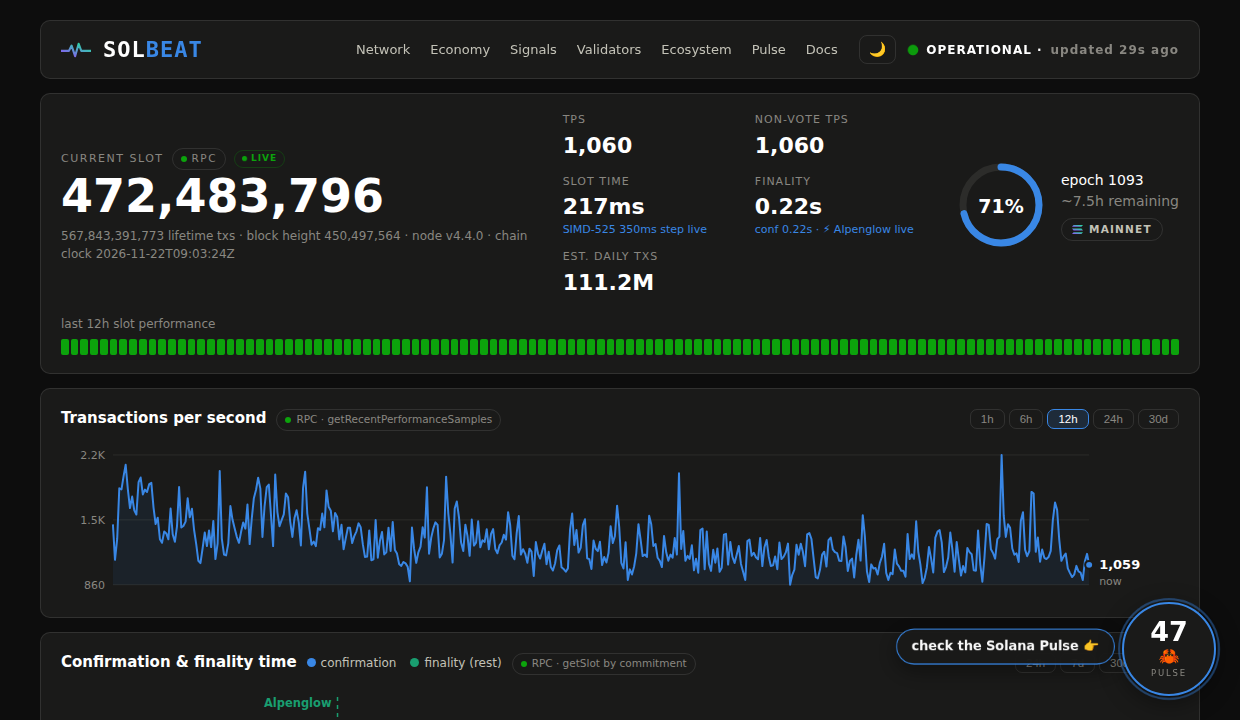 SOLBEAT
Network Economy Signals Validators Ecosystem Pulse Docs 🌙 OPERATIONAL · updated 29s ago
CURRENT SLOT RPC LIVE
472,483,796
567,843,391,773 lifetime txs · block height 450,497,564 · node v4.4.0 · chain
clock 2026-11-22T09:03:24Z
TPS
1,060
NON-VOTE TPS
1,060
SLOT TIME
217ms
SIMD-525 350ms step live
FINALITY
0.22s
conf 0.22s · ⚡ Alpenglow live
EST. DAILY TXS
111.2M
71%
epoch 1093
~7.5h remaining
MAINNET
last 12h slot performance
Transactions per second RPC · getRecentPerformanceSamples
1h 6h 12h 24h 30d
2.2K
1.5K
860
1,059
now
Confirmation & finality time confirmation finality (rest) RPC · getSlot by commitment
Alpenglow
check the Solana Pulse 👉
47
🦀
PULSE